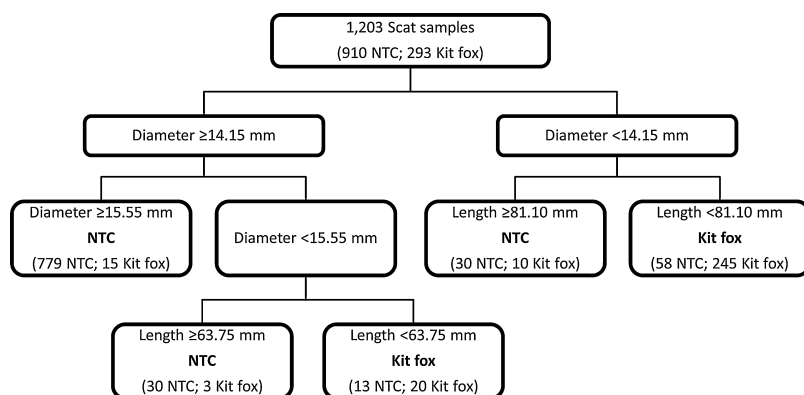 1,203 Scat samples
(910 NTC; 293 Kit fox)
Diameter ≥14.15 mm
Diameter <14.15 mm
Diameter ≥15.55 mm
NTC
(779 NTC; 15 Kit fox)
Diameter <15.55 mm
Length ≥81.10 mm
NTC
(30 NTC; 10 Kit fox)
Length <81.10 mm
Kit fox
(58 NTC; 245 Kit fox)
Length ≥63.75 mm
NTC
(30 NTC; 3 Kit fox)
Length <63.75 mm
Kit fox
(13 NTC; 20 Kit fox)